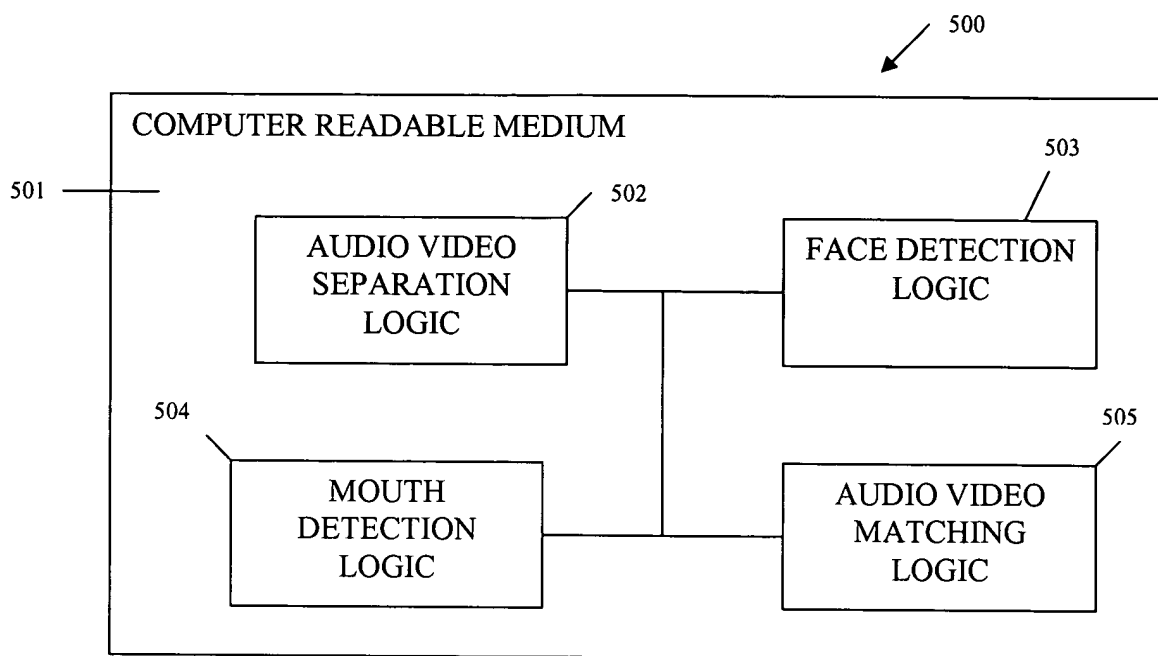 500
COMPUTER READABLE MEDIUM
503
501
502
AUDIO VIDEO
SEPARATION
LOGIC
FACE DETECTION
LOGIC
504
505
MOUTH
DETECTION
LOGIC
AUDIO VIDEO
MATCHING
LOGIC